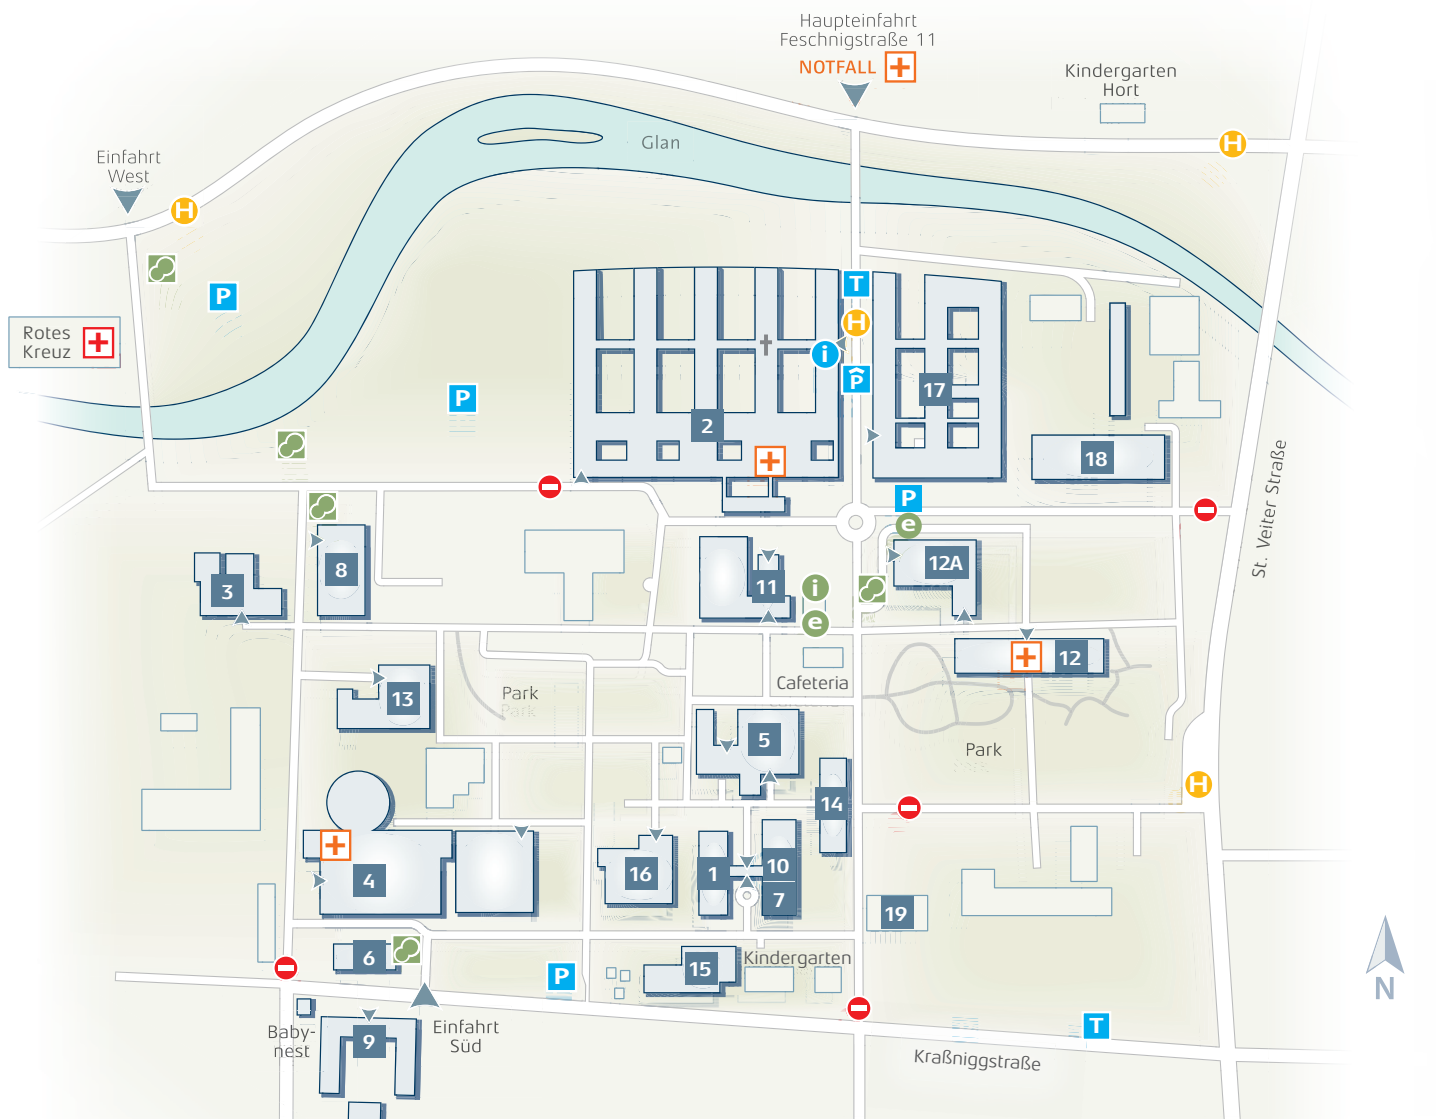 Haupteinfahrt
Feschnigstraße 11
NOTFALL
Kindergarten
Hort
H
Glan
Einfahrt
West
H
P
T
H
i
P
Rotes
Kreuz
P
17
2
18
St. Veiter Straße
P
e
8
3
11
i
12A
e
12
Cafeteria
13
Park
Park
5
Park
H
14
4
16
1
10
7
19
6
15
Kindergarten
P
Einfahrt
Süd
Baby-
nest
9
T
Kraßniggstraße
N